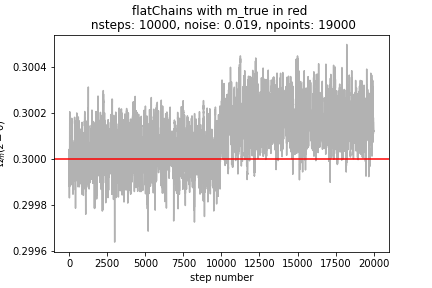 flatChains with m_true in red
nsteps: 10000, noise: 0.019, npoints: 19000
0.3004
0.3002
0.3000
0.2998
0.2996
0 2500 5000 7500 10000 12500 15000 17500 20000
step number